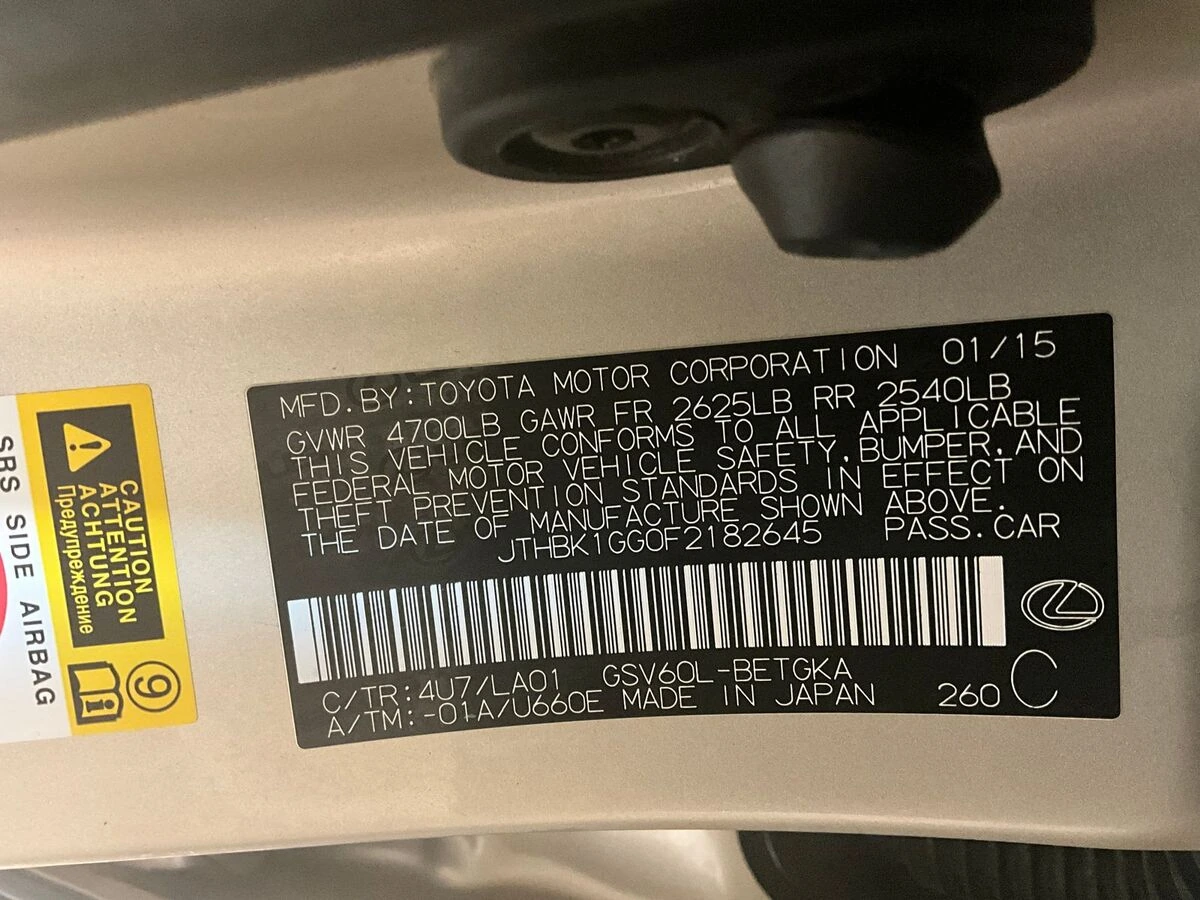 MFD.BY:TOYOTA MOTOR CORPORATION 01/15
GVWR 4700LB GAWR FR 2625LB RR 2540LB
THIS VEHICLE CONFORMS TO ALL APPLICABLE
FEDERAL MOTOR VEHICLE SAFETY,BUMPER,AND
THEFT PREVENTION STANDARDS IN EFFECT ON
THE DATE OF MANUFACTURE SHOWN ABOVE.
JTHBK1GG0F2182645 PASS.CAR
C/TR:4U7/LA01 GSV60L-BETGKA
A/TM:-01A/U660E MADE IN JAPAN 260 C
CAUTION
ATTENTION
ACHTUNG
Предупреждение
9
i
SRS SIDE AIRBAG